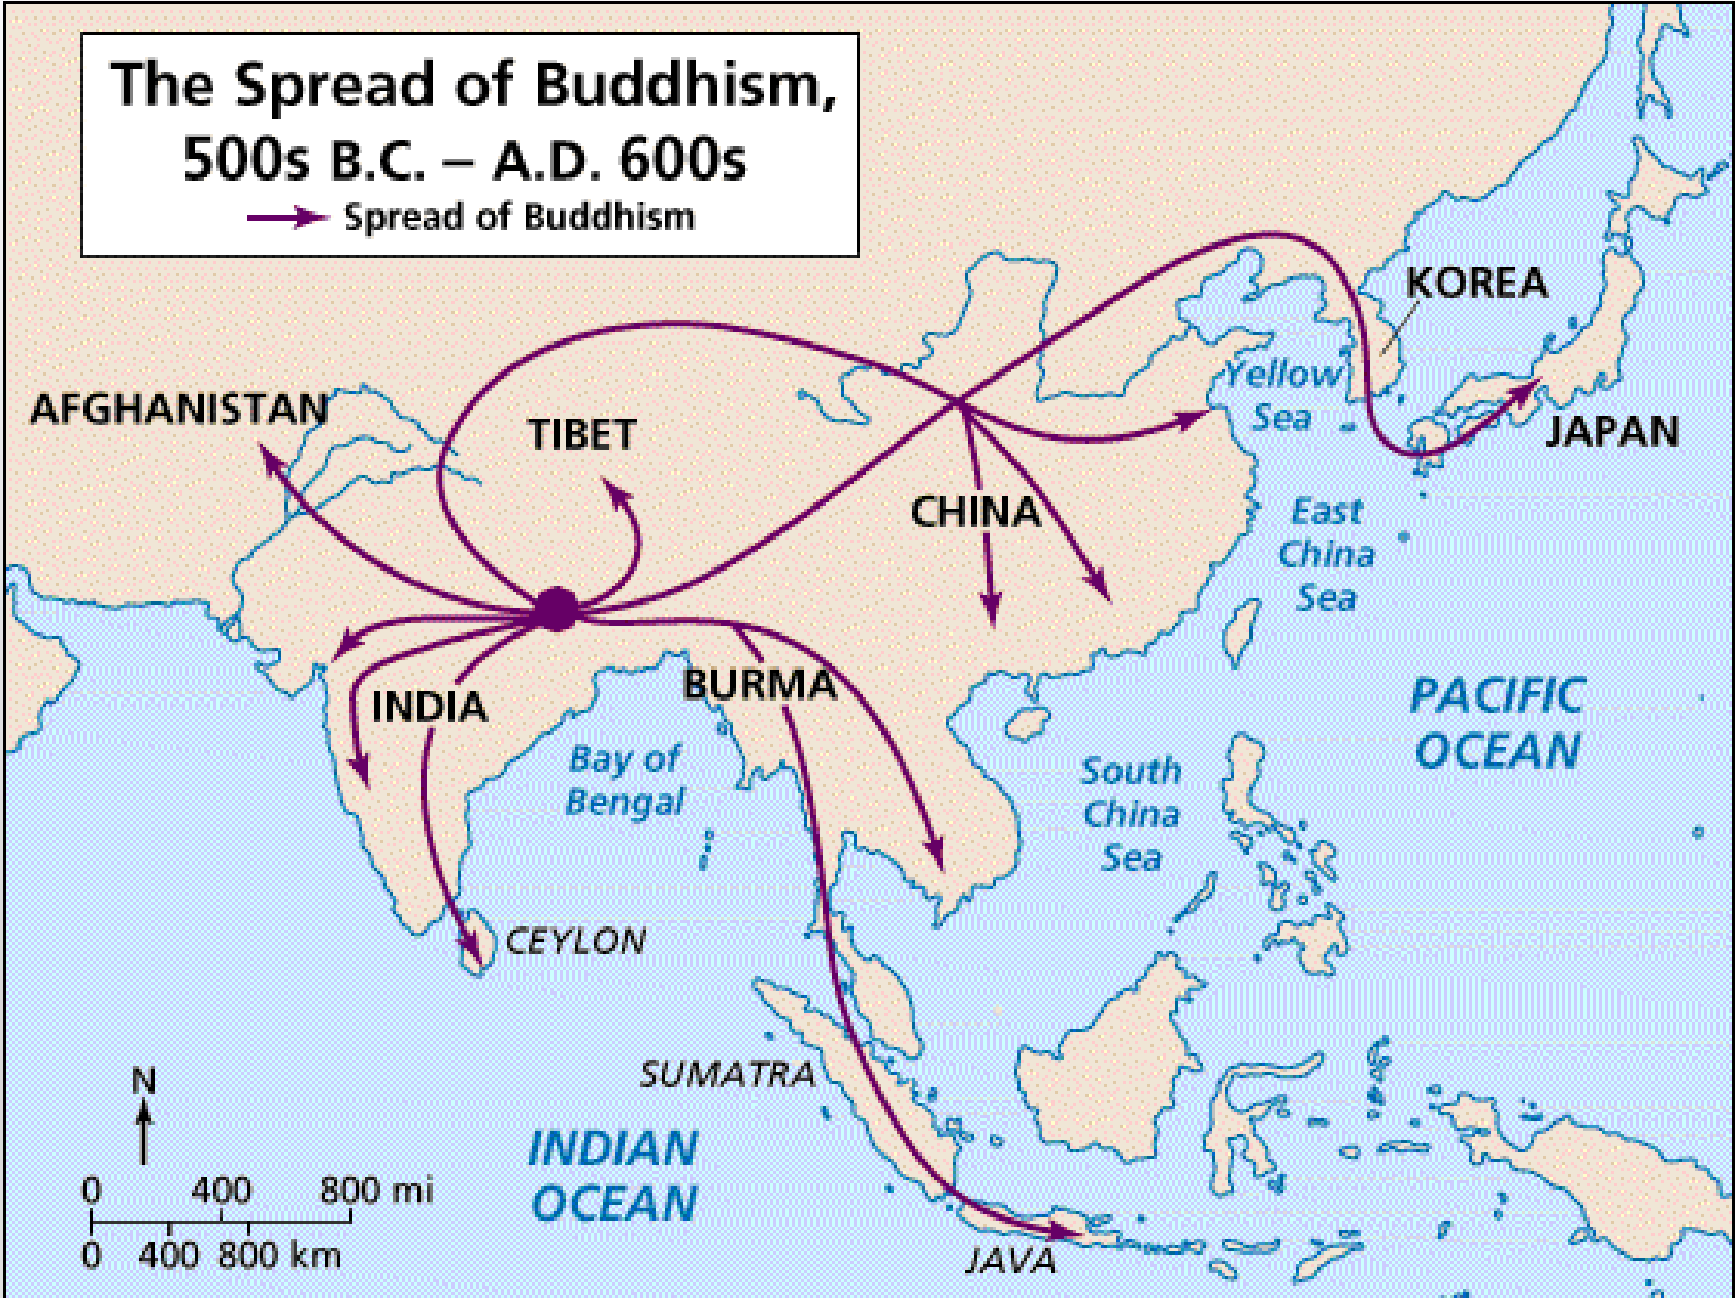 The Spread of Buddhism,
500s B.C. – A.D. 600s
Spread of Buddhism
KOREA
Yellow
Sea
AFGHANISTAN
TIBET
JAPAN
CHINA
East
China
Sea
INDIA
BURMA
PACIFIC
OCEAN
Bay of
Bengal
South
China
Sea
CEYLON
SUMATRA
N
INDIAN
OCEAN
0 400 800 mi
0 400 800 km
JAVA